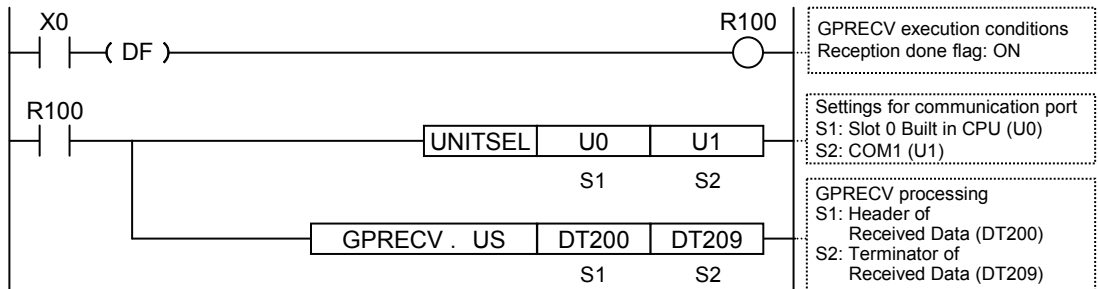 X0
( DF )
R100
GPRECV execution conditions
Reception done flag: ON
R100
UNITSEL U0 U1
S1 S2
Settings for communication port
S1: Slot 0 Built in CPU (U0)
S2: COM1 (U1)
GPRECV . US DT200 DT209
S1 S2
GPRECV processing
S1: Header of
Received Data (DT200)
S2: Terminator of
Received Data (DT209)